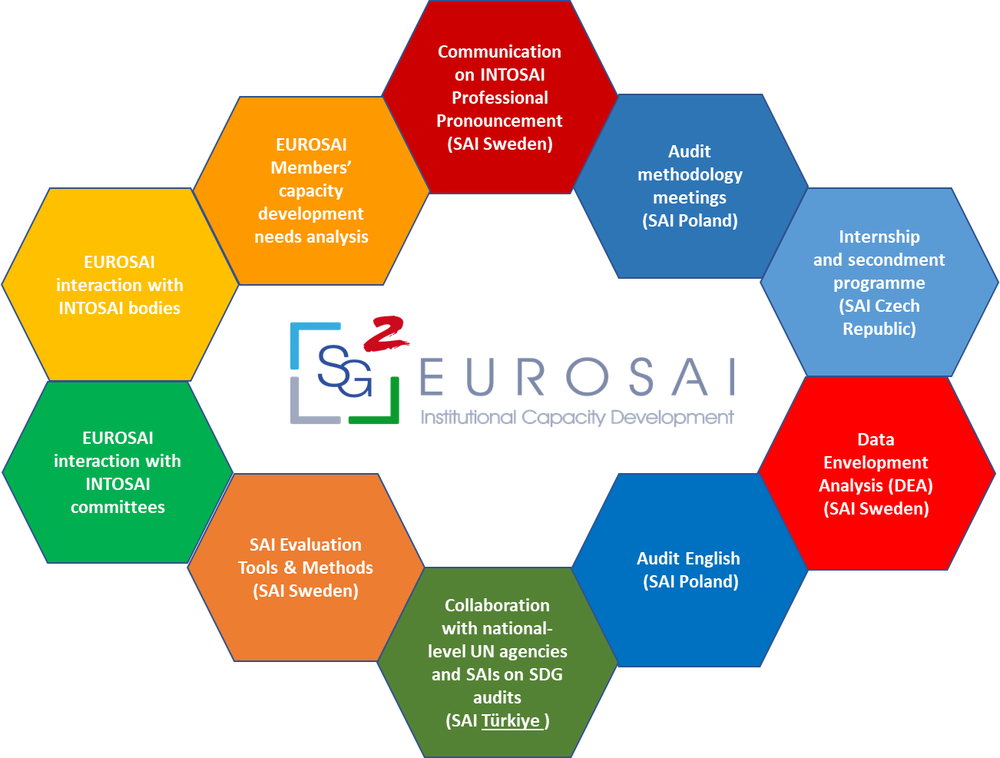 Communication
on INTOSAI
Professional
Pronouncement
(SAI Sweden)
Audit
methodology
meetings
(SAI Poland)
Internship
and secondment
programme
(SAI Czech
Republic)
Data
Envelopment
Analysis (DEA)
(SAI Sweden)
Audit English
(SAI Poland)
Collaboration
with national-
level UN agencies
and SAIs on SDG
audits
(SAI Türkiye )
SAI Evaluation
Tools & Methods
(SAI Sweden)
EUROSAI
interaction with
INTOSAI
committees
EUROSAI
interaction with
INTOSAI bodies
EUROSAI
Members’
capacity
development
needs analysis
SG2
EUROSAI
Institutional Capacity Development